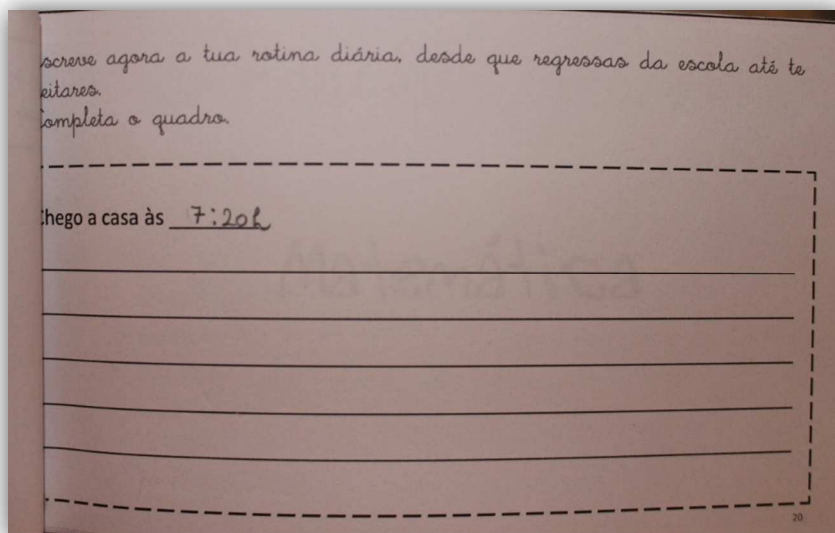 screve agora a tua rotina diária, desde que regressas da escola até te
eitares.
ompleta o quadro.
hego a casa às 7:20h
Matemática
20